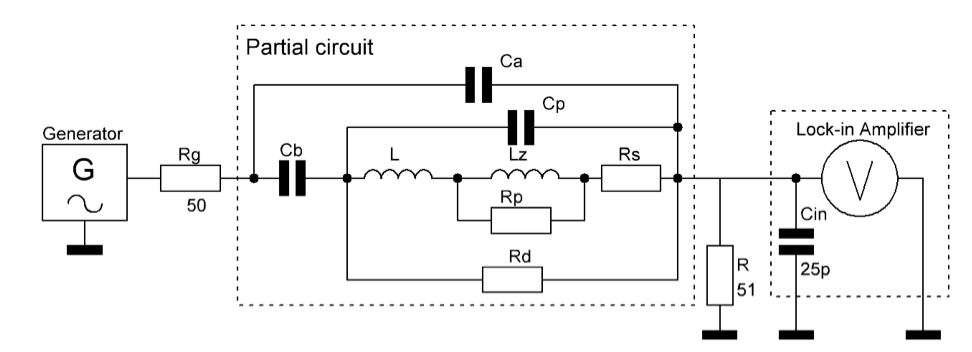 Partial circuit
Ca
Cp
Generator
G
Rg
50
Cb
L
Lz
Rs
Rp
Rd
Lock-in Amplifier
V
Cin
25p
R
51